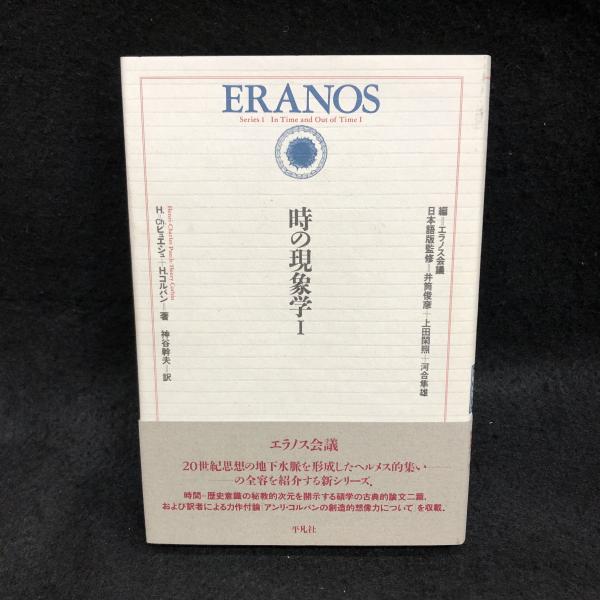 ERANOS
Series 1 In Time and Out of Time I
編=エラノス会議
日本語版監修 井筒俊彦+上田閑照+河合隼雄
時の現象学 I
Henri-Charles Puech/Henry Corbin
H.-Ch.ピュエシュ+H.コルバン=著 神谷幹夫=訳
エラノス会議
20世紀思想の地下水脈を形成したヘルメス的集い——
の全容を紹介する新シリーズ.
時間=歴史意識の秘教的次元を開示する碩学の古典的論文二篇.
および訳者による力作付論「アンリ・コルバンの創造的想像力について」を収載.
平凡社